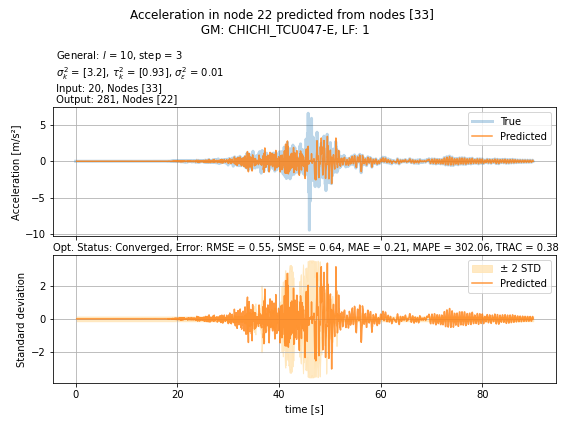 Acceleration in node 22 predicted from nodes [33]
GM: CHICHI_TCU047-E, LF: 1
General: l = 10, step = 3
σ²ₖ = [3.2], τ²ₖ = [0.93], σ²ε = 0.01
Input: 20, Nodes [33]
Output: 281, Nodes [22]
True
Predicted
Acceleration [m/s²]
5
0
−5
−10
Opt. Status: Converged, Error: RMSE = 0.55, SMSE = 0.64, MAE = 0.21, MAPE = 302.06, TRAC = 0.38
± 2 STD
Predicted
Standard deviation
2
0
−2
0 20 40 60 80
time [s]